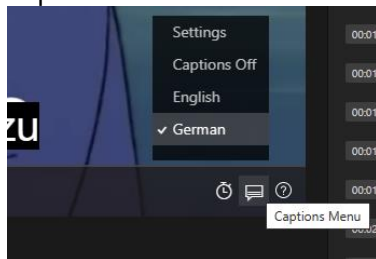 Settings
00:01
Captions Off
00:01
English
00:01
zu
German
00:01
00:01
Captions Menu